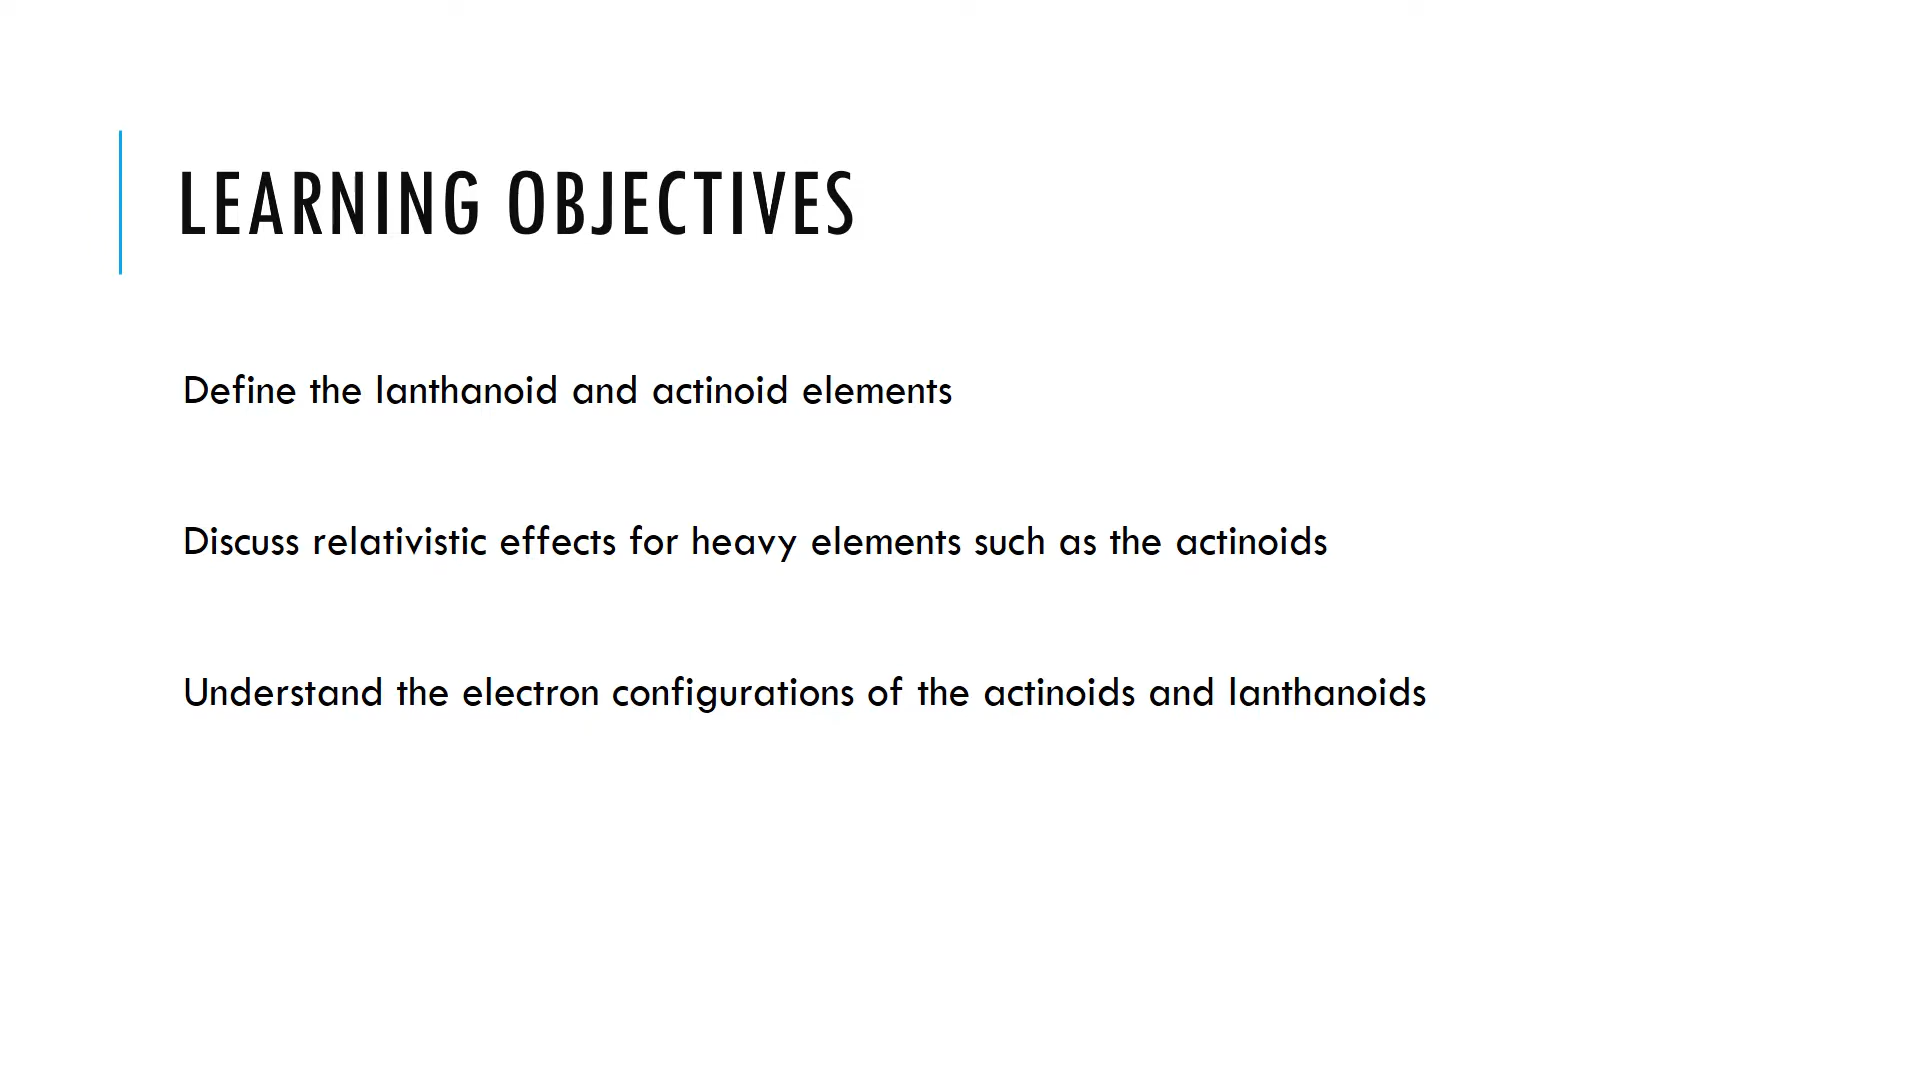 LEARNING OBJECTIVES
Define the lanthanoid and actinoid elements
Discuss relativistic effects for heavy elements such as the actinoids
Understand the electron configurations of the actinoids and lanthanoids